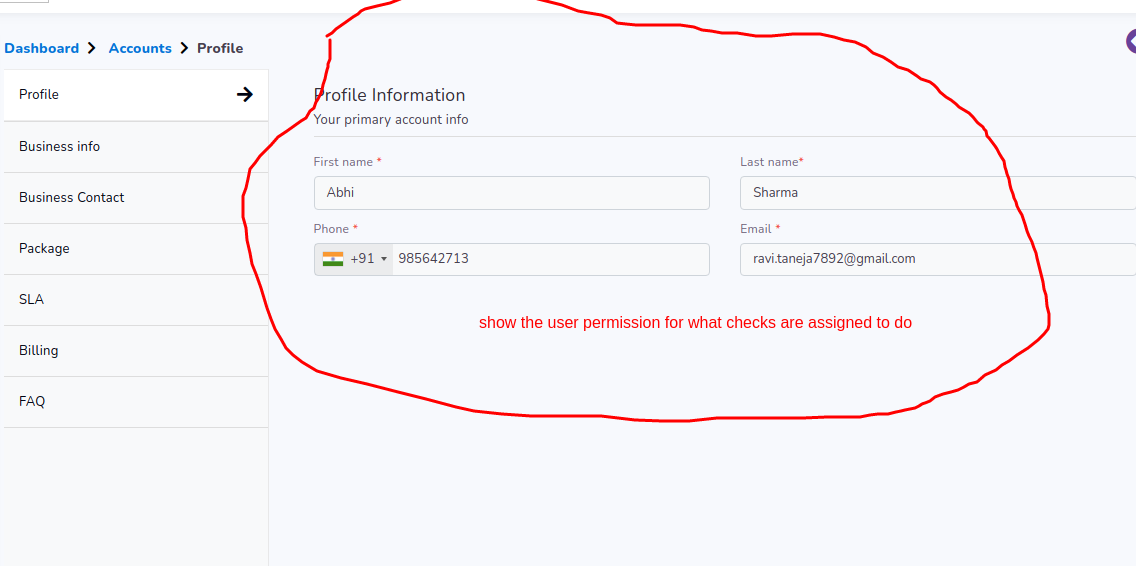 Dashboard > Accounts > Profile
Profile
Business info
Business Contact
Package
SLA
Billing
FAQ
Profile Information
Your primary account info
First name * Last name*
Abhi Sharma
Phone * Email *
+91 985642713 ravi.taneja7892@gmail.com
show the user permission for what checks are assigned to do